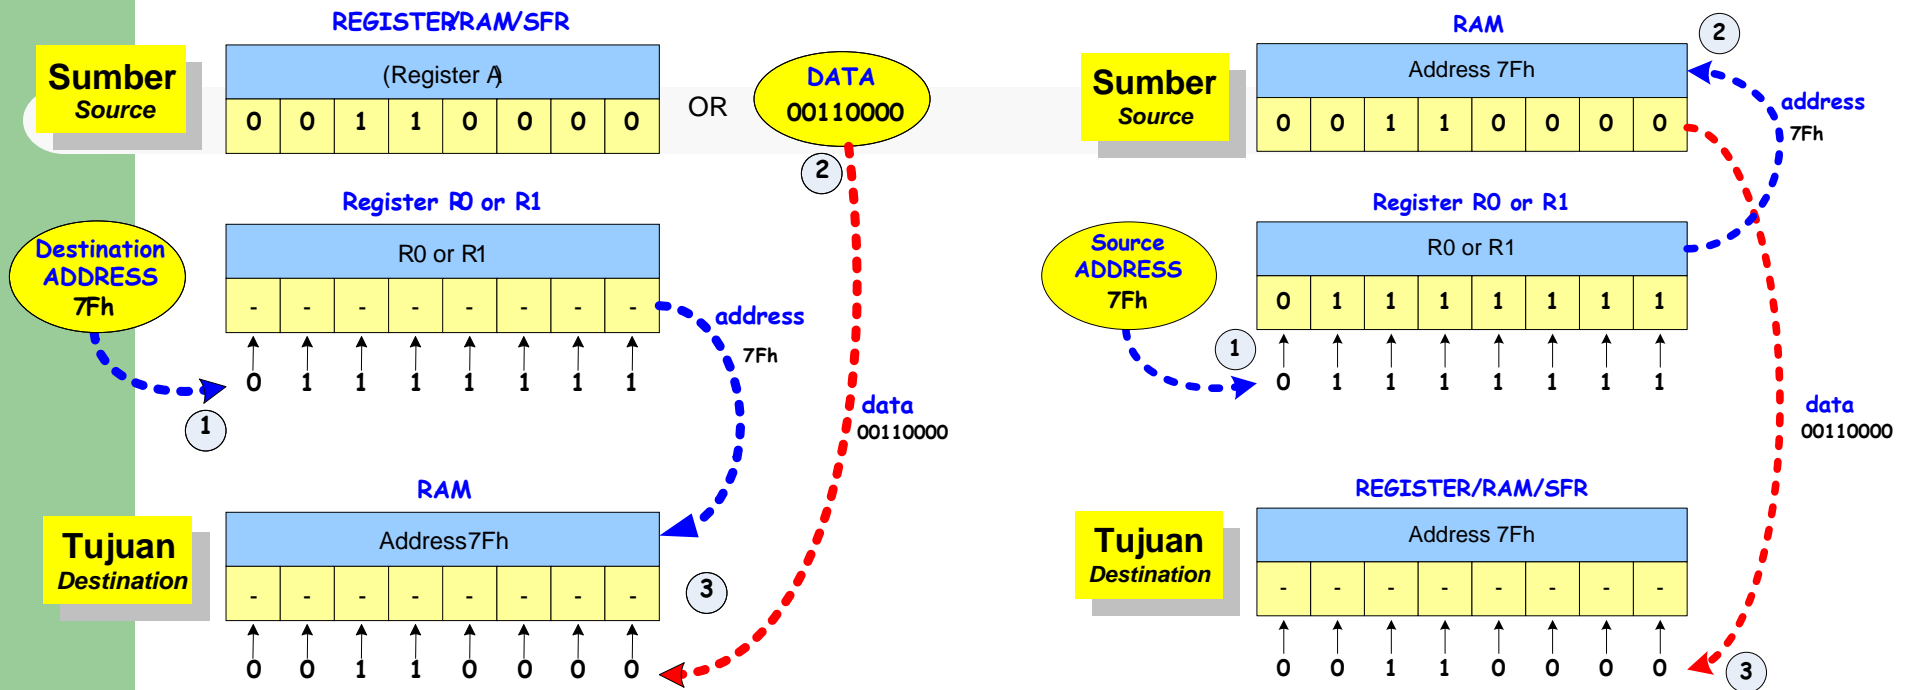 REGISTER/RAM/SFR
Sumber
Source
(Register A)
0 0 1 1 0 0 0 0
OR
DATA
00110000
2
Register R0 or R1
Destination
ADDRESS
7Fh
R0 or R1
- - - - - - - -
0 1 1 1 1 1 1 1
1
address
7Fh
data
00110000
RAM
Tujuan
Destination
Address7Fh
- - - - - - - -
3
0 0 1 1 0 0 0 0
RAM
2
Sumber
Source
Address 7Fh
0 0 1 1 0 0 0 0
address
7Fh
Register R0 or R1
Source
ADDRESS
7Fh
R0 or R1
0 1 1 1 1 1 1 1
1
0 1 1 1 1 1 1 1
data
00110000
REGISTER/RAM/SFR
Tujuan
Destination
Address 7Fh
- - - - - - - -
0 0 1 1 0 0 0 0
3